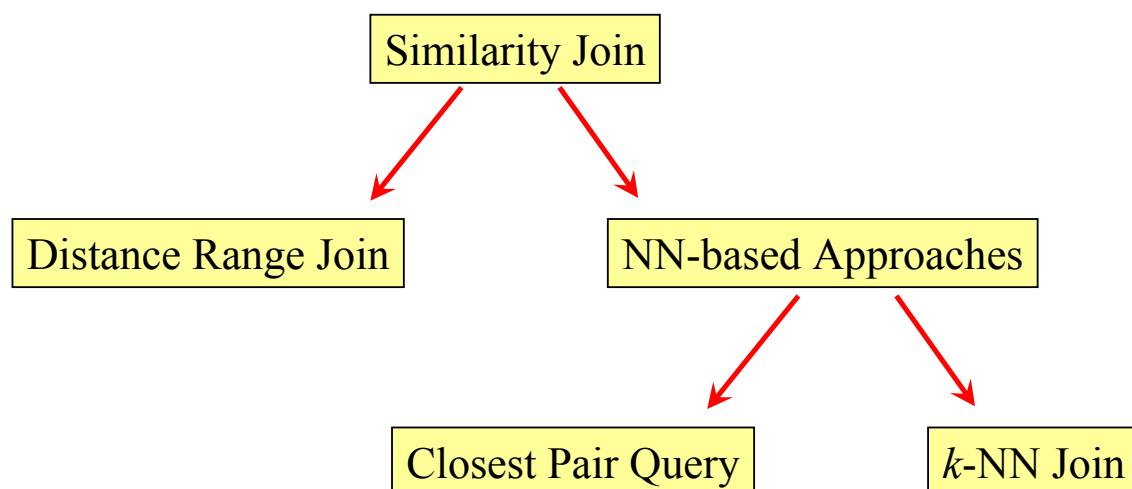 Similarity Join
Distance Range Join
NN-based Approaches
Closest Pair Query
k-NN Join